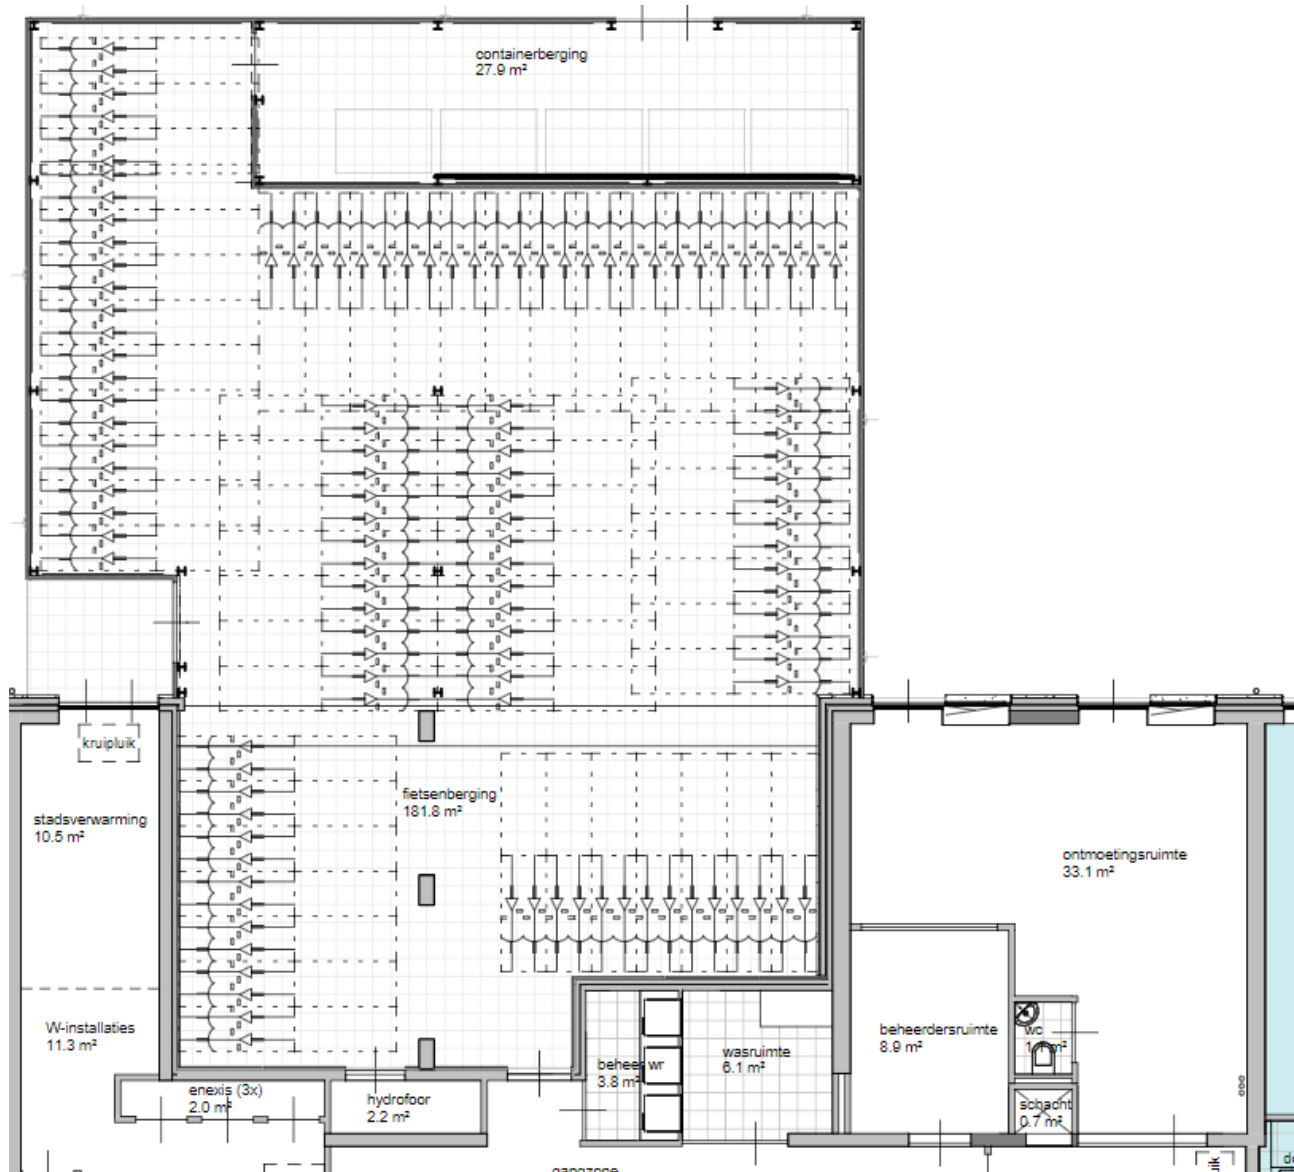 containerberging
27.9 m²
kruipluik
fietsenberging
181.8 m²
stadsverwarming
10.5 m²
ontmoetingsruimte
33.1 m²
W-installaties
11.3 m²
beheerdersruimte
8.9 m²
wc
beheer wr
3.8 m²
wasruimte
6.1 m²
enexis (3x)
2.0 m²
hydrofoor
2.2 m²
schacht
0.7 m²